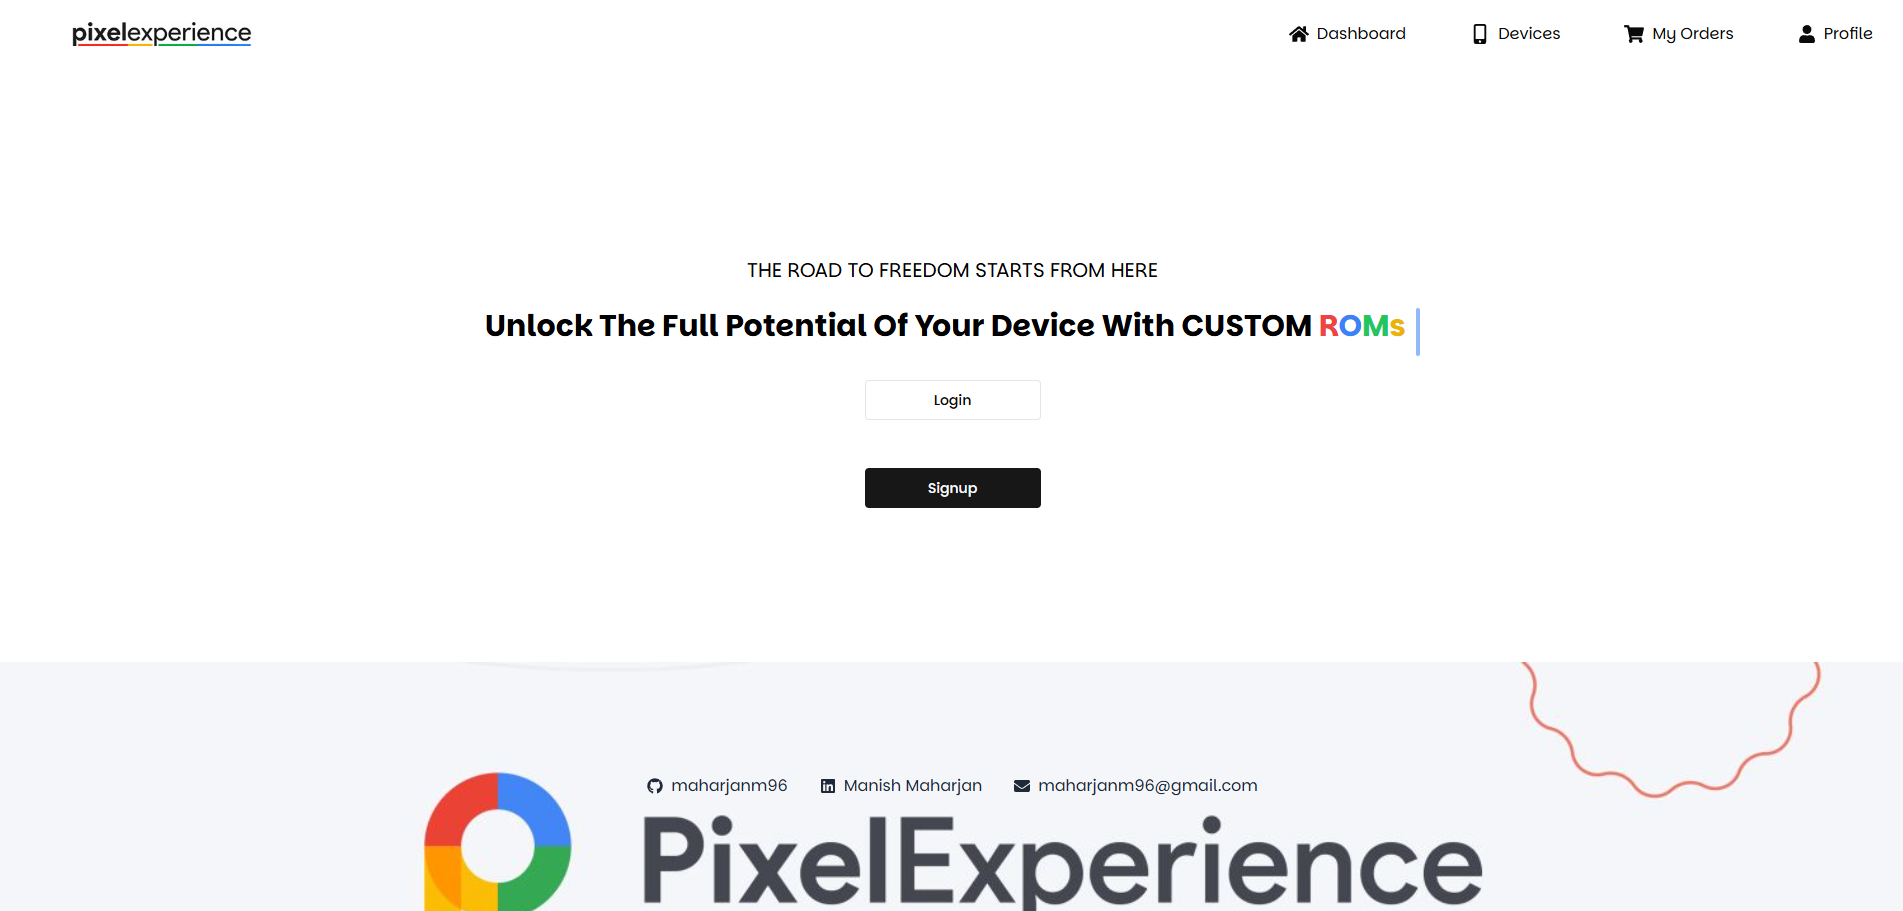 pixelexperience
Dashboard
Devices
My Orders
Profile
THE ROAD TO FREEDOM STARTS FROM HERE
Unlock The Full Potential Of Your Device With CUSTOM ROMs
Login
Signup
maharjanm96
Manish Maharjan
maharjanm96@gmail.com
PixelExperience